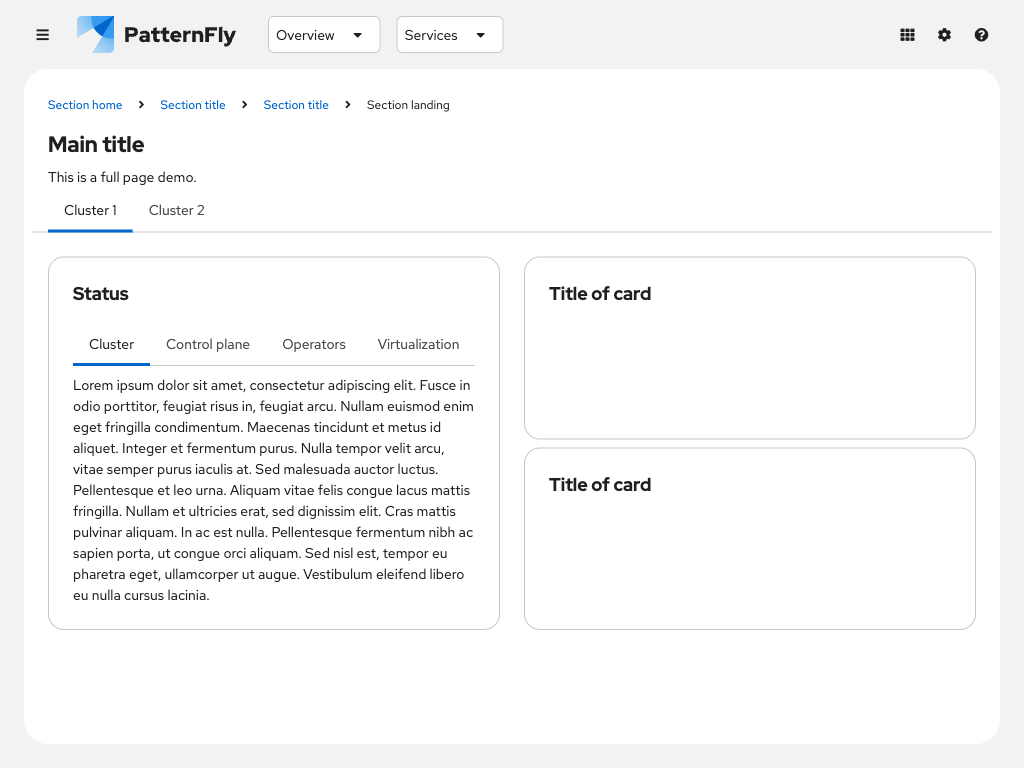 PatternFly
Overview
Services
Section home
Section title
Section title
Section landing
Main title
This is a full page demo.
Cluster 1
Cluster 2
Status
Cluster
Control plane
Operators
Virtualization
Lorem ipsum dolor sit amet, consectetur adipiscing elit. Fusce in
odio porttitor, feugiat risus in, feugiat arcu. Nullam euismod enim
eget fringilla condimentum. Maecenas tincidunt et metus id
aliquet. Integer et fermentum purus. Nulla tempor velit arcu,
vitae semper purus iaculis at. Sed malesuada auctor luctus.
Pellentesque et leo urna. Aliquam vitae felis congue lacus mattis
fringilla. Nullam et ultricies erat, sed dignissim elit. Cras mattis
pulvinar aliquam. In ac est nulla. Pellentesque fermentum nibh ac
sapien porta, ut congue orci aliquam. Sed nisl est, tempor eu
pharetra eget, ullamcorper ut augue. Vestibulum eleifend libero
eu nulla cursus lacinia.
Title of card
Title of card